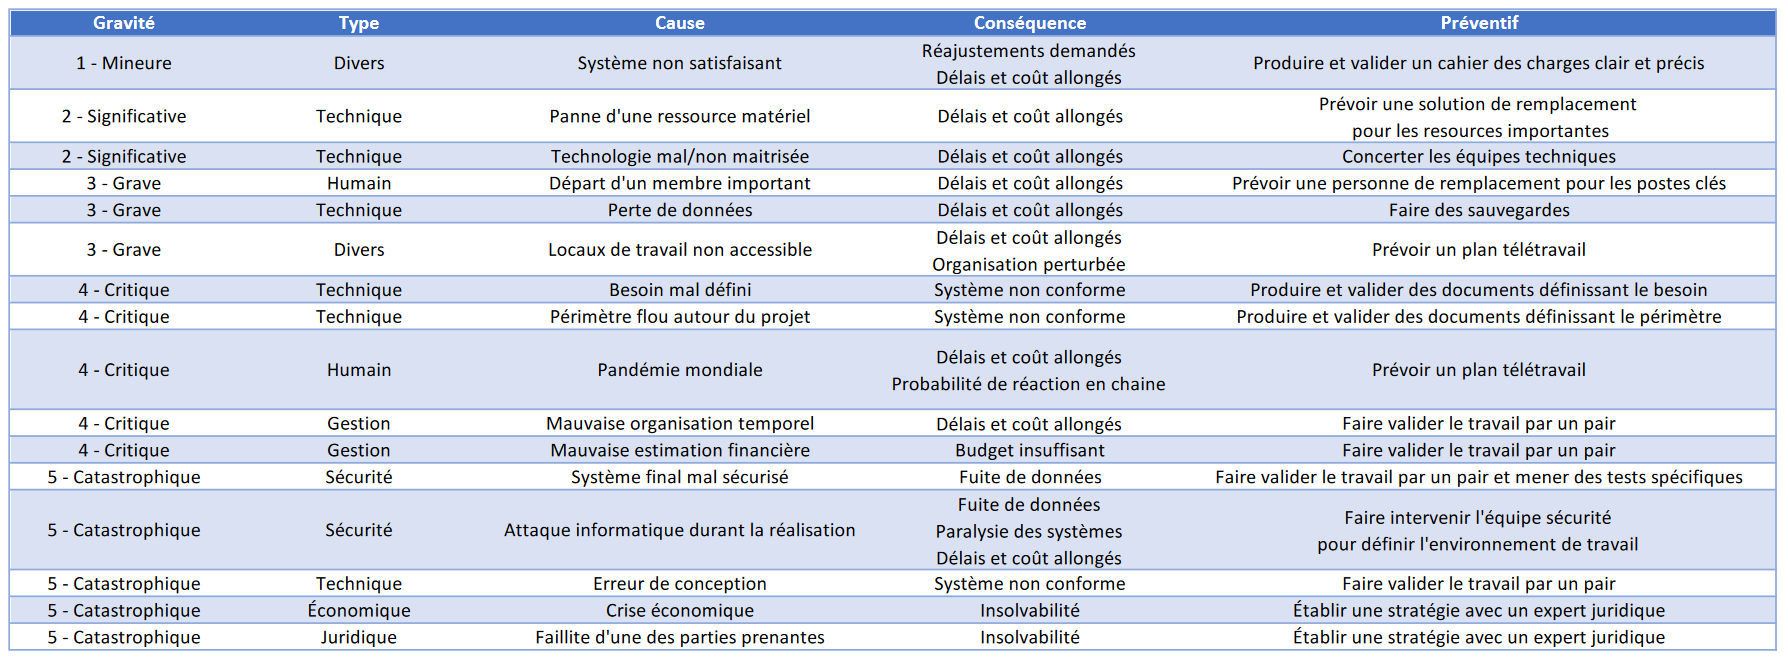 Gravité Type Cause Conséquence Préventif
1 - Mineure Divers Système non satisfaisant Réajustements demandés Produire et valider un cahier des charges clair et précis
Délais et coût allongés
2 - Significative Technique Panne d'une ressource matériel Délais et coût allongés Prévoir une solution de remplacement
pour les resources importantes
2 - Significative Technique Technologie mal/non maitrisée Délais et coût allongés Concerter les équipes techniques
3 - Grave Humain Départ d'un membre important Délais et coût allongés Prévoir une personne de remplacement pour les postes clés
3 - Grave Technique Perte de données Délais et coût allongés Faire des sauvegardes
3 - Grave Divers Locaux de travail non accessible Délais et coût allongés Prévoir un plan télétravail
Organisation perturbée
4 - Critique Technique Besoin mal défini Système non conforme Produire et valider des documents définissant le besoin
4 - Critique Technique Périmètre flou autour du projet Système non conforme Produire et valider des documents définissant le périmètre
4 - Critique Humain Pandémie mondiale Délais et coût allongés Prévoir un plan télétravail
Probabilité de réaction en chaine
4 - Critique Gestion Mauvaise organisation temporel Délais et coût allongés Faire valider le travail par un pair
4 - Critique Gestion Mauvaise estimation financière Budget insuffisant Faire valider le travail par un pair
5 - Catastrophique Sécurité Système final mal sécurisé Fuite de données Faire valider le travail par un pair et mener des tests spécifiques
5 - Catastrophique Sécurité Attaque informatique durant la réalisation Fuite de données Faire intervenir l'équipe sécurité
Paralysie des systèmes pour définir l'environnement de travail
Délais et coût allongés
5 - Catastrophique Technique Erreur de conception Système non conforme Faire valider le travail par un pair
5 - Catastrophique Économique Crise économique Insolvabilité Établir une stratégie avec un expert juridique
5 - Catastrophique Juridique Faillite d'une des parties prenantes Insolvabilité Établir une stratégie avec un expert juridique